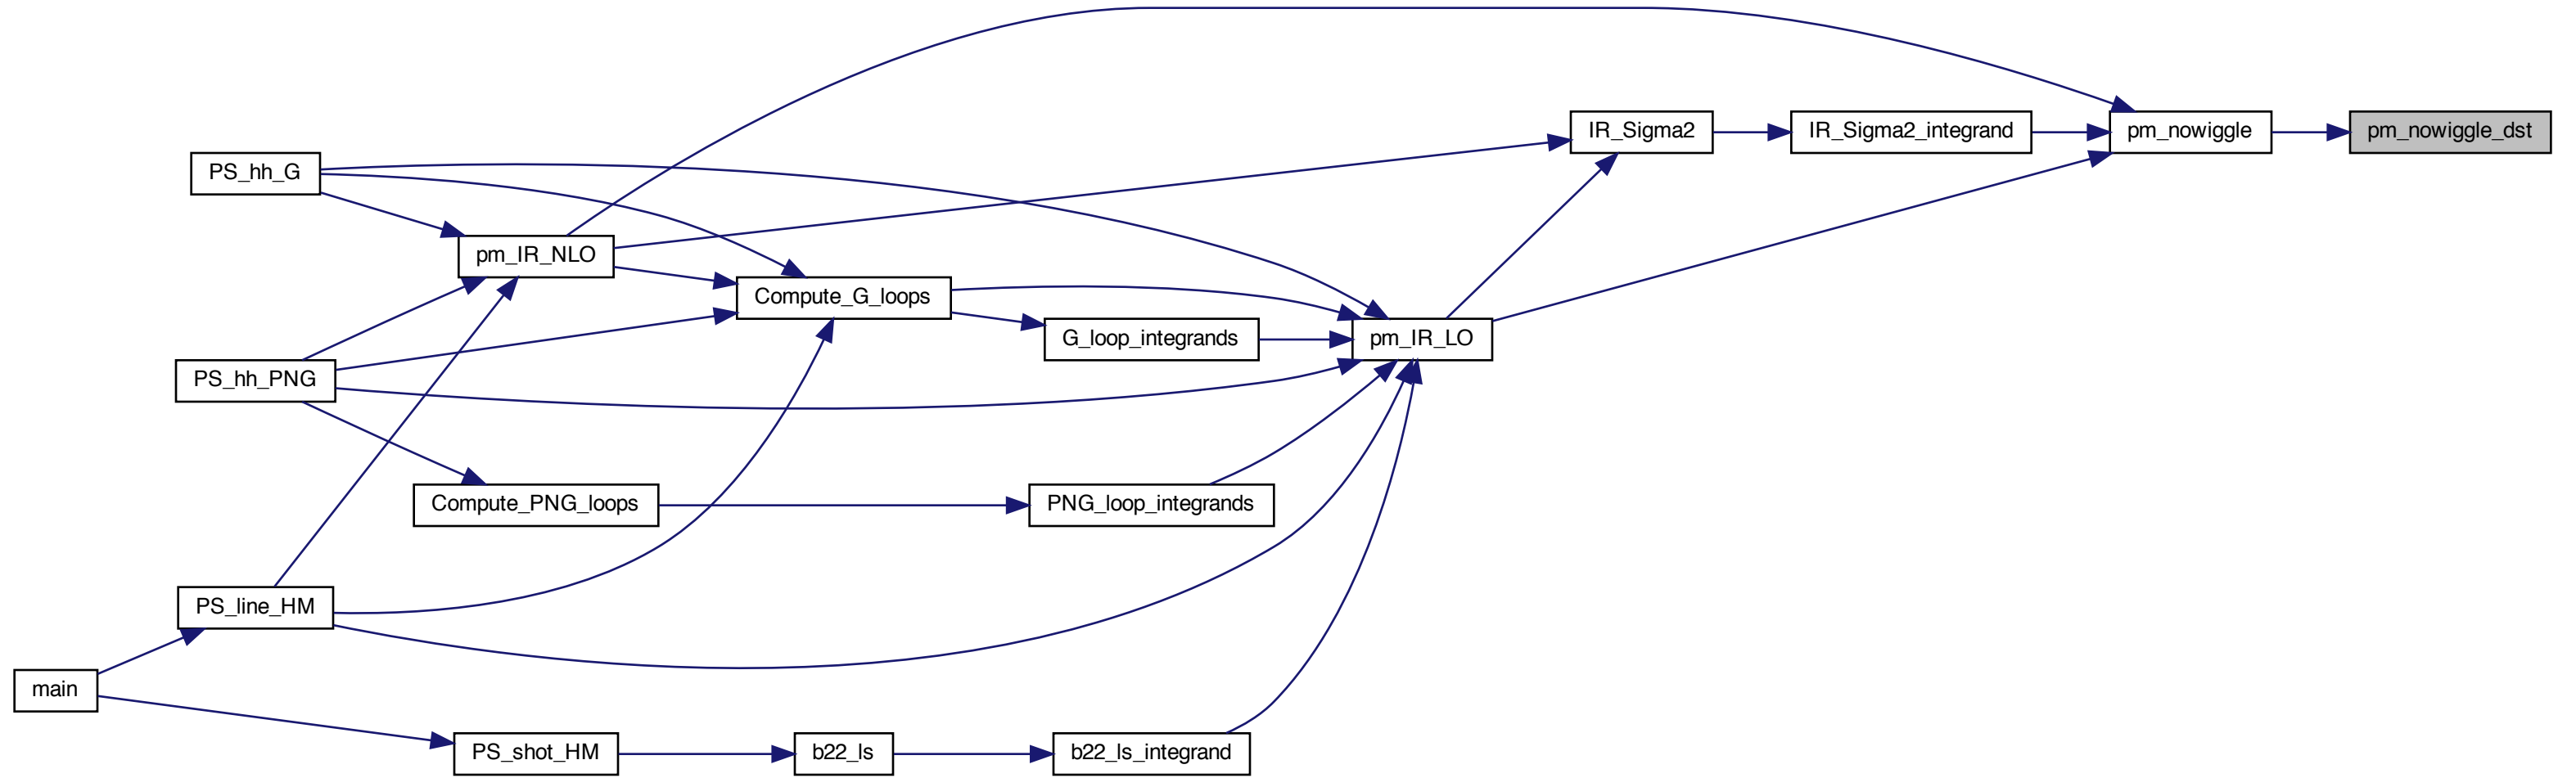 IR_Sigma2
IR_Sigma2_integrand
pm_nowiggle
pm_nowiggle_dst
PS_hh_G
pm_IR_NLO
Compute_G_loops
G_loop_integrands
pm_IR_LO
PS_hh_PNG
Compute_PNG_loops
PNG_loop_integrands
PS_line_HM
main
PS_shot_HM
b22_ls
b22_ls_integrand